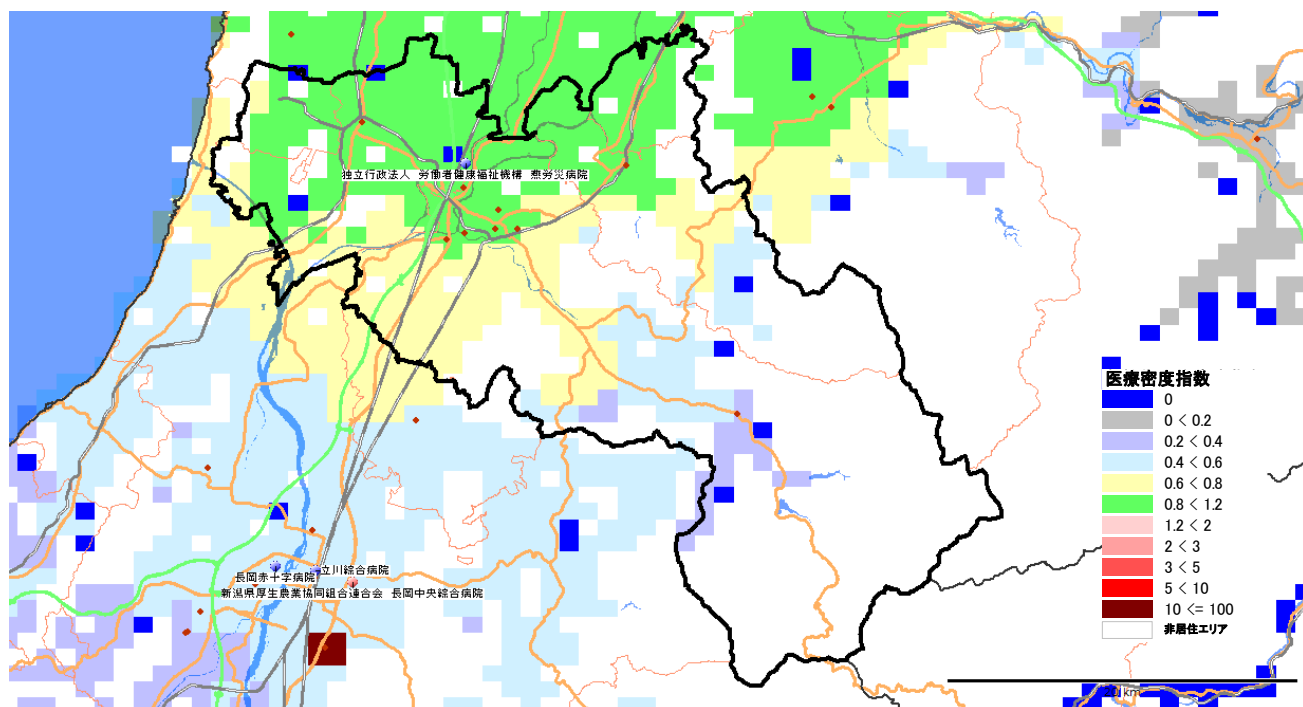 独立行政法人　労働者健康福祉機構　燕労災病院
医療密度指数
0
0 < 0.2
0.2 < 0.4
0.4 < 0.6
0.6 < 0.8
0.8 < 1.2
1.2 < 2
2 < 3
3 < 5
5 < 10
10 <= 100
非居住エリア
立川綜合病院
長岡赤十字病院
新潟県厚生農業協同組合連合会　長岡中央綜合病院
km